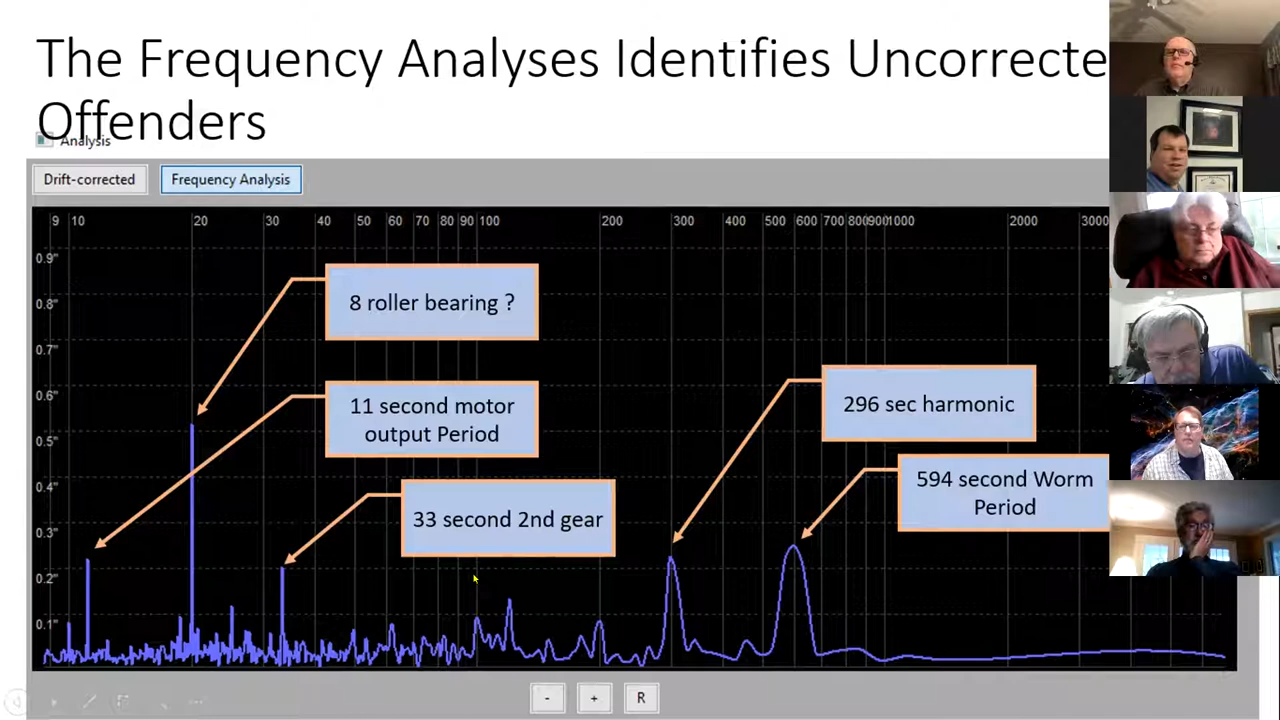 The Frequency Analyses Identifies Uncorrecte
Offenders
Analysis
Drift-corrected
Frequency Analysis
9 10 20 30 40 50 60 70 80 90 100 200 300 400 500 600 700 800 900 1000 2000 3000
0.9"
0.8"
0.7"
0.6"
0.5"
0.4"
0.3"
0.2"
0.1"
8 roller bearing ?
11 second motor
output Period
33 second 2nd gear
296 sec harmonic
594 second Worm
Period
-
+
R